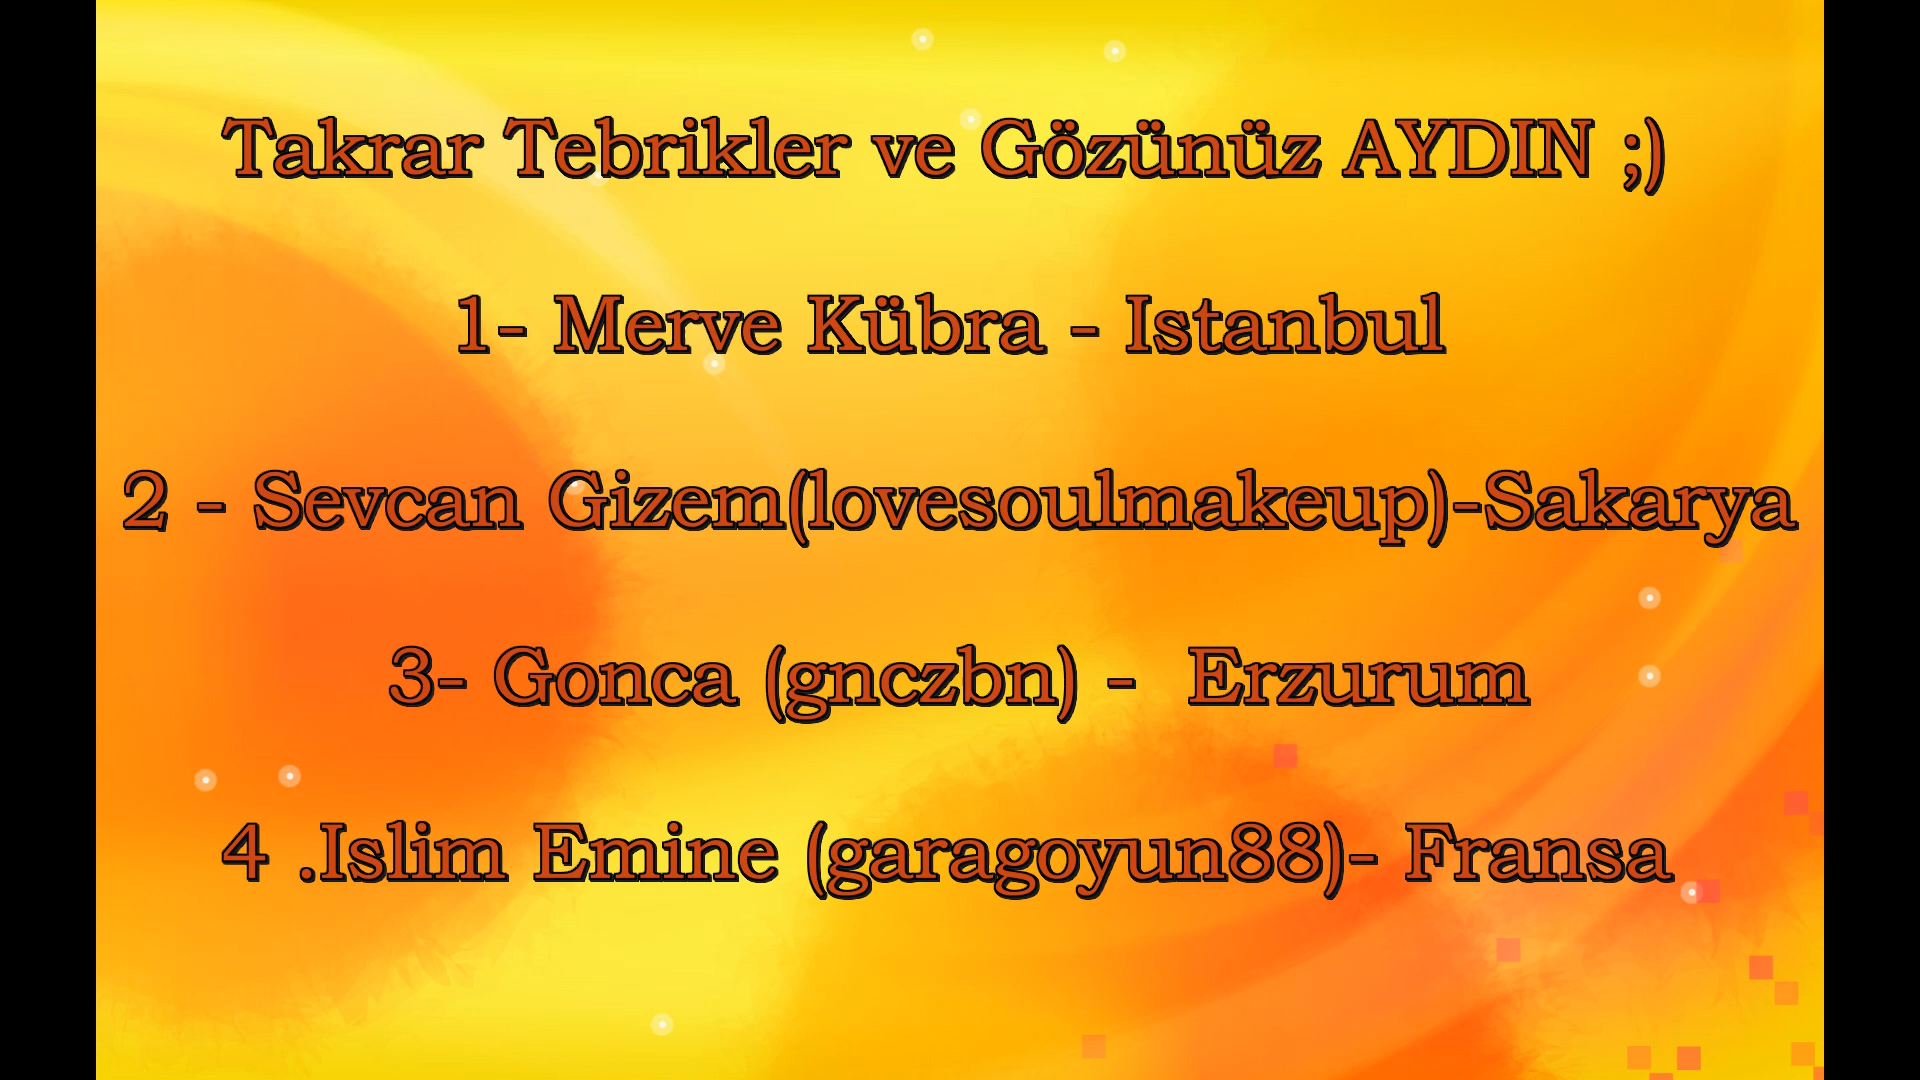 Takrar Tebrikler ve Gözünüz AYDIN ;)
1- Merve Kübra - Istanbul
2 - Sevcan Gizem(lovesoulmakeup)-Sakarya
3- Gonca (gnczbn) -  Erzurum
4 .Islim Emine (garagoyun88)- Fransa